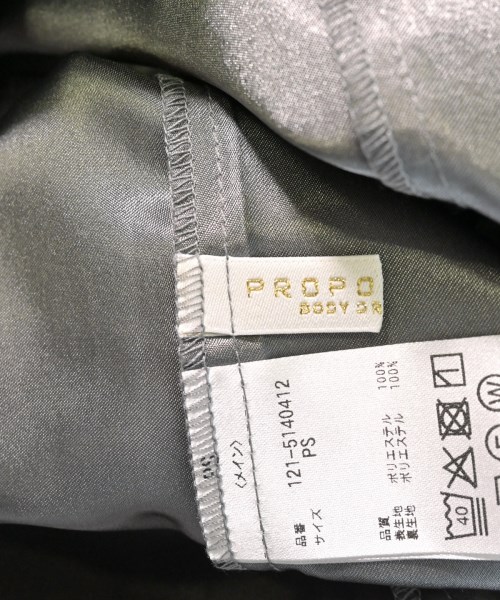 PROPO
BODY DR
<メイン>
品番 121-5140412
サイズ PS
品質
表生地 ポリエステル 100%
裏生地 ポリエステル 100%
40
W